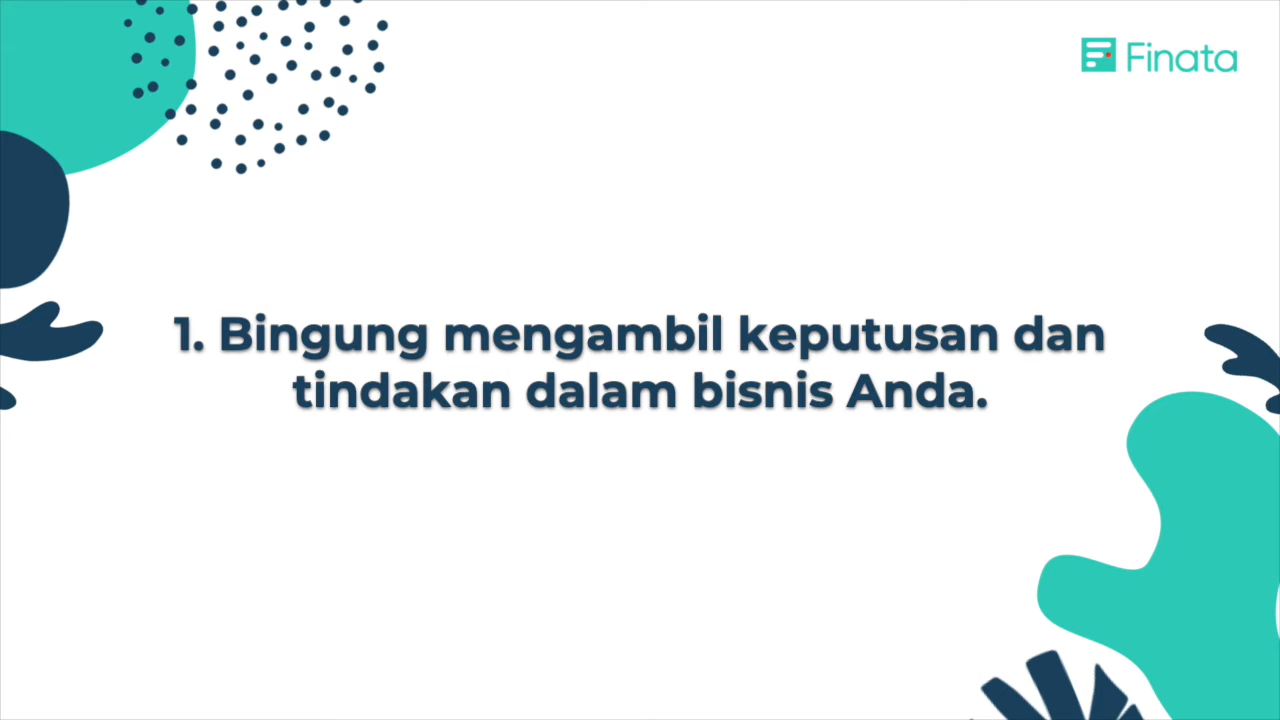 Finata
1. Bingung mengambil keputusan dan
tindakan dalam bisnis Anda.